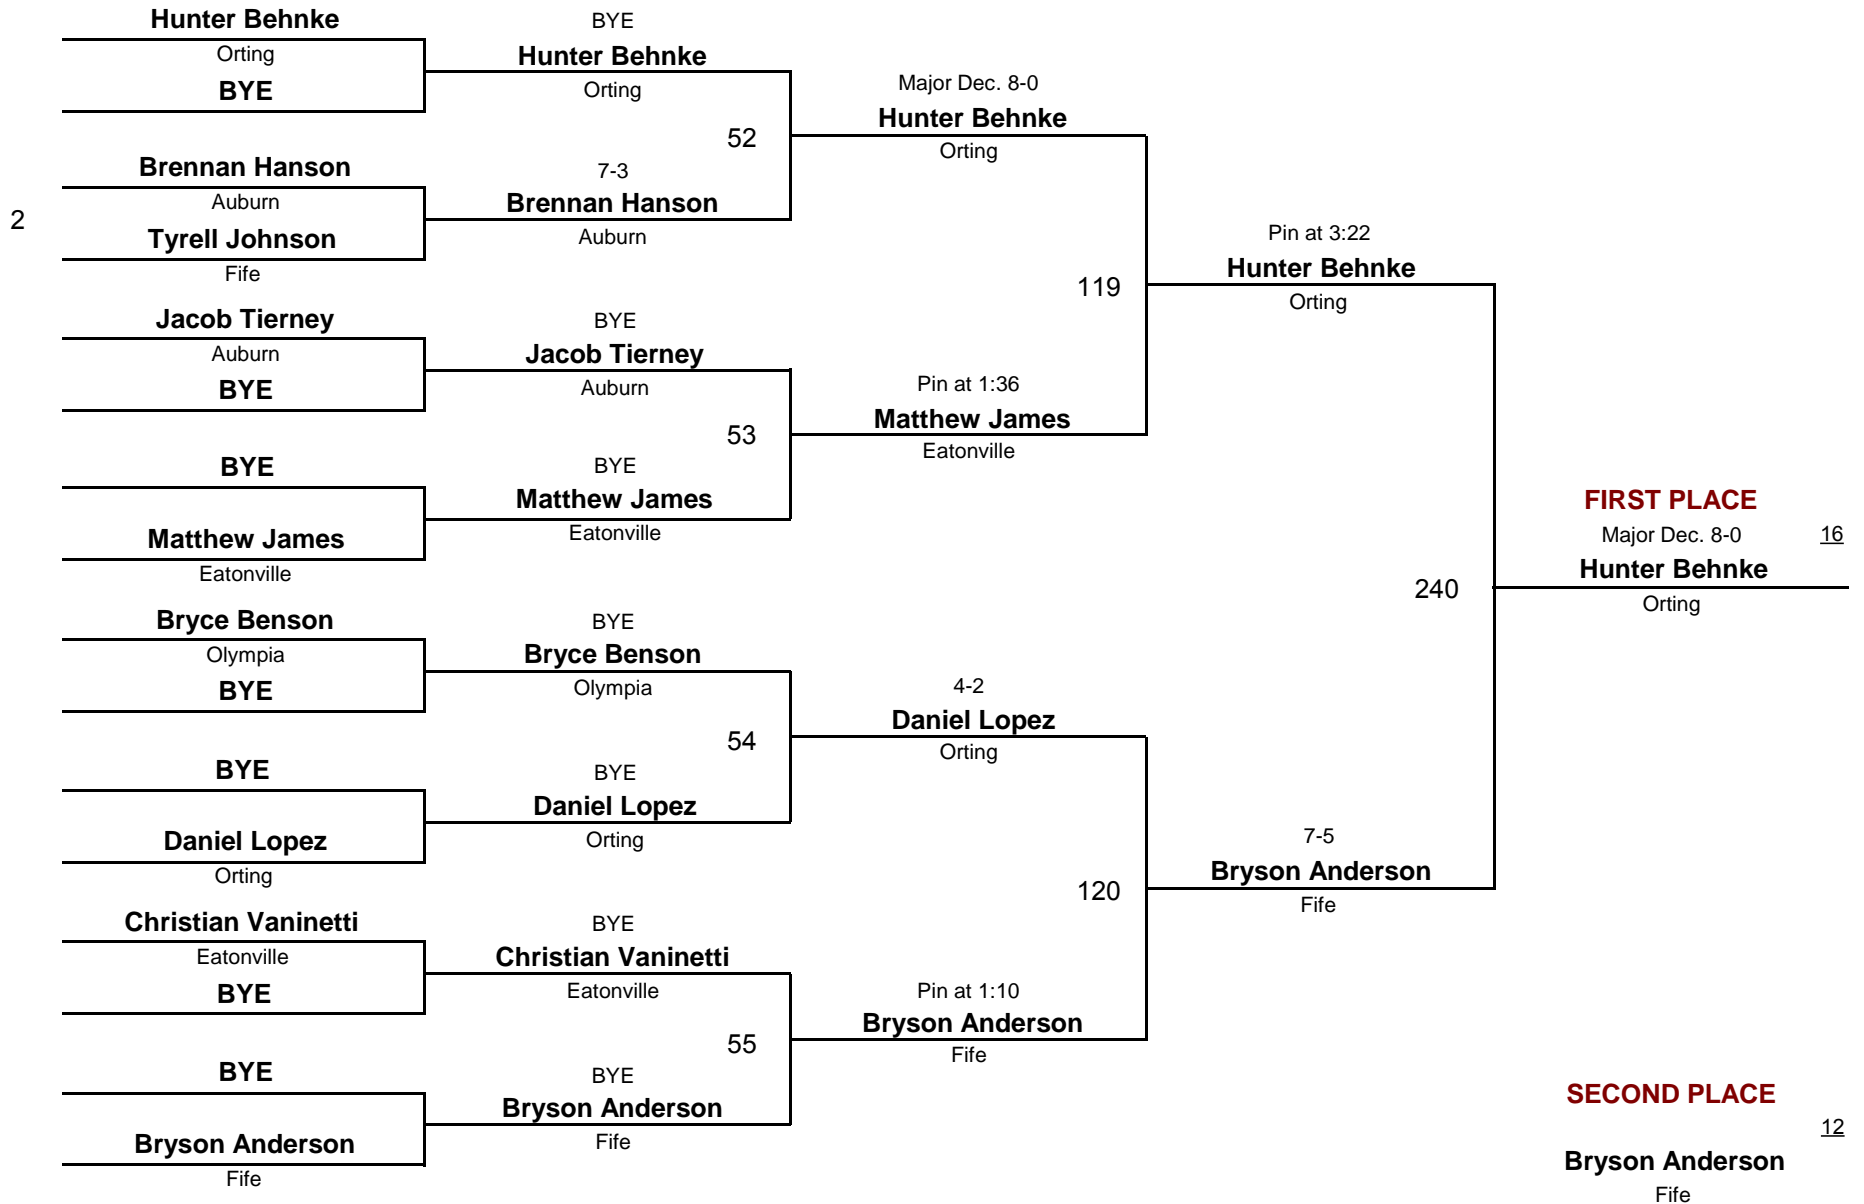 Hunter Behnke
Orting
BYE
2
Brennan Hanson
Auburn
Tyrell Johnson
Fife
Jacob Tierney
Auburn
BYE
BYE
Matthew James
Eatonville
Bryce Benson
Olympia
BYE
BYE
Daniel Lopez
Orting
Christian Vaninetti
Eatonville
BYE
BYE
Bryson Anderson
Fife
BYE
Hunter Behnke
Orting
52
7-3
Brennan Hanson
Auburn
BYE
Jacob Tierney
Auburn
53
BYE
Matthew James
Eatonville
BYE
Bryce Benson
Olympia
54
BYE
Daniel Lopez
Orting
BYE
Christian Vaninetti
Eatonville
55
BYE
Bryson Anderson
Fife
Major Dec. 8-0
Hunter Behnke
Orting
119
Pin at 1:36
Matthew James
Eatonville
4-2
Daniel Lopez
Orting
120
Pin at 1:10
Bryson Anderson
Fife
Pin at 3:22
Hunter Behnke
Orting
240
7-5
Bryson Anderson
Fife
FIRST PLACE
Major Dec. 8-0
16
Hunter Behnke
Orting
SECOND PLACE
12
Bryson Anderson
Fife